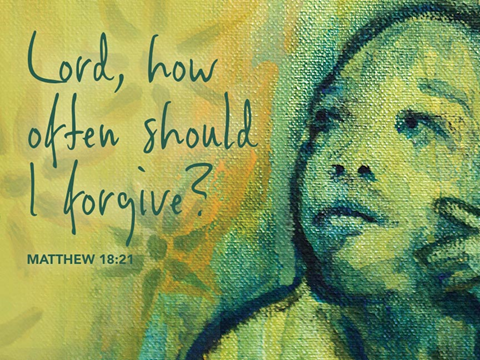 Lord, how
often should
I forgive?
MATTHEW 18:21